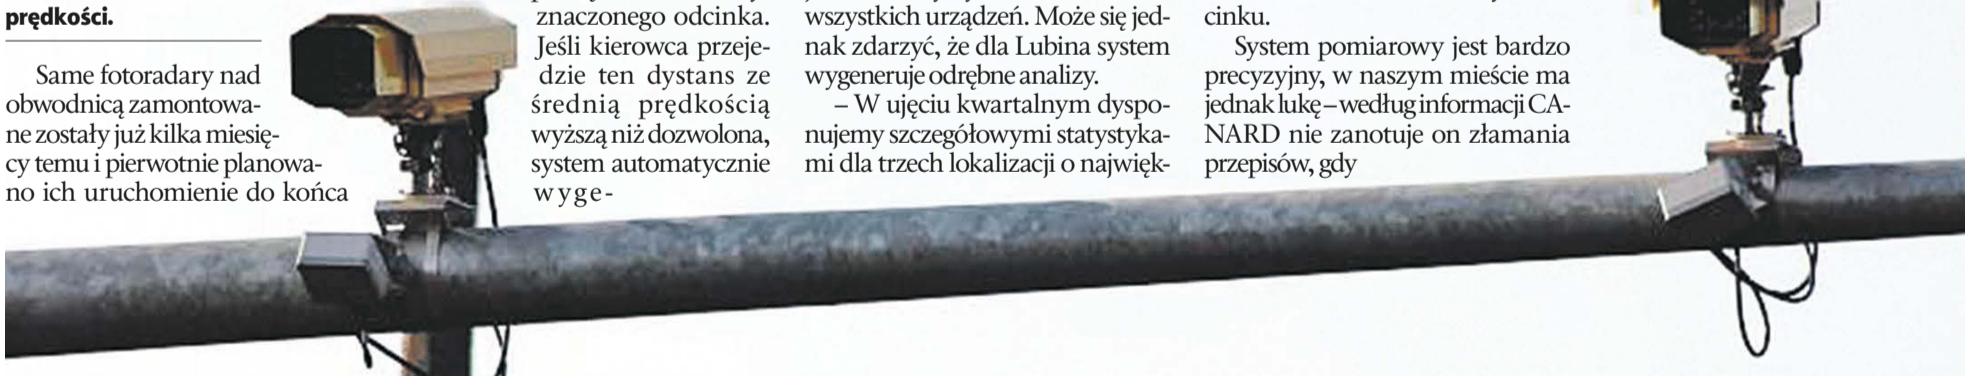 prędkości.
Same fotoradary nad
obwodnicą zamontowa-
ne zostały już kilka miesię-
cy temu i pierwotnie planowa-
no ich uruchomienie do końca
znaczonego odcinka.
Jeśli kierowca przeje-
dzie ten dystans ze
średnią prędkością
wyższą niż dozwolona,
system automatycznie
wyge-
wszystkich urządzeń. Może się jed-
nak zdarzyć, że dla Lubina system
wygeneruje odrębne analizy.
– W ujęciu kwartalnym dyspo-
nujemy szczegółowymi statystyka-
mi dla trzech lokalizacji o najwięk-
cinku.
System pomiarowy jest bardzo
precyzyjny, w naszym mieście ma
jednak lukę – według informacji CA-
NARD nie zanotuje on złamania
przepisów, gdy